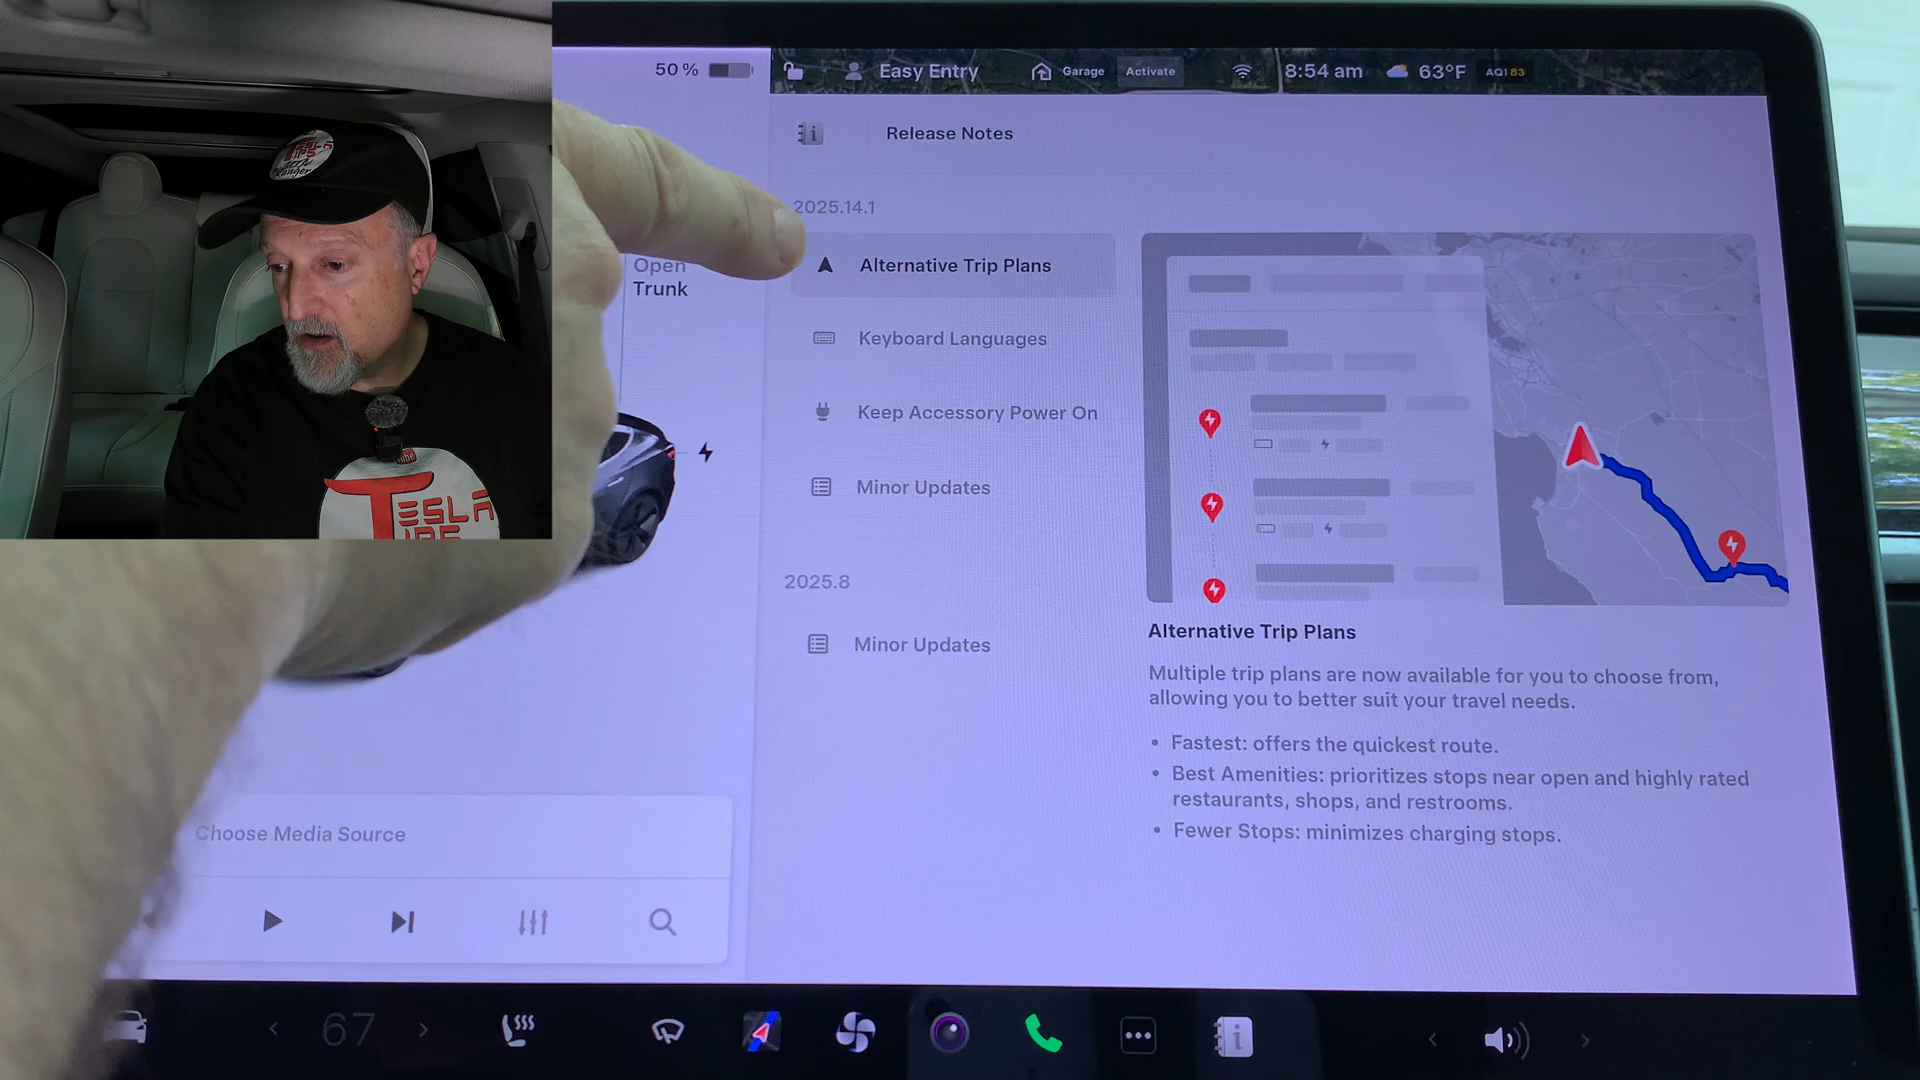 50 %
Easy Entry
Garage
Activate
8:54 am
63°F
AQI 83
Release Notes
2025.14.1
Open
Trunk
Alternative Trip Plans
Keyboard Languages
Keep Accessory Power On
Minor Updates
2025.8
Minor Updates
Alternative Trip Plans
Multiple trip plans are now available for you to choose from,
allowing you to better suit your travel needs.
• Fastest: offers the quickest route.
• Best Amenities: prioritizes stops near open and highly rated
restaurants, shops, and restrooms.
• Fewer Stops: minimizes charging stops.
Choose Media Source
67
TESLA
TESLA